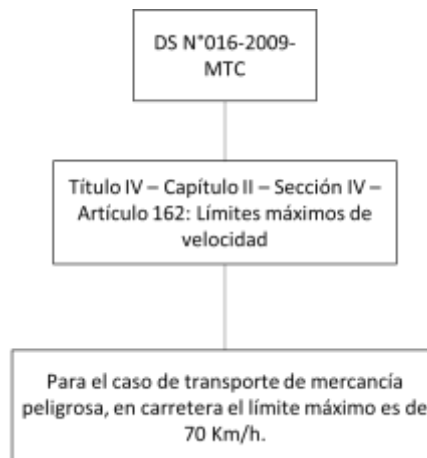 DS N°016-2009-
MTC
Título IV – Capítulo II – Sección IV –
Artículo 162: Límites máximos de
velocidad
Para el caso de transporte de mercancía
peligrosa, en carretera el límite máximo es de
70 Km/h.